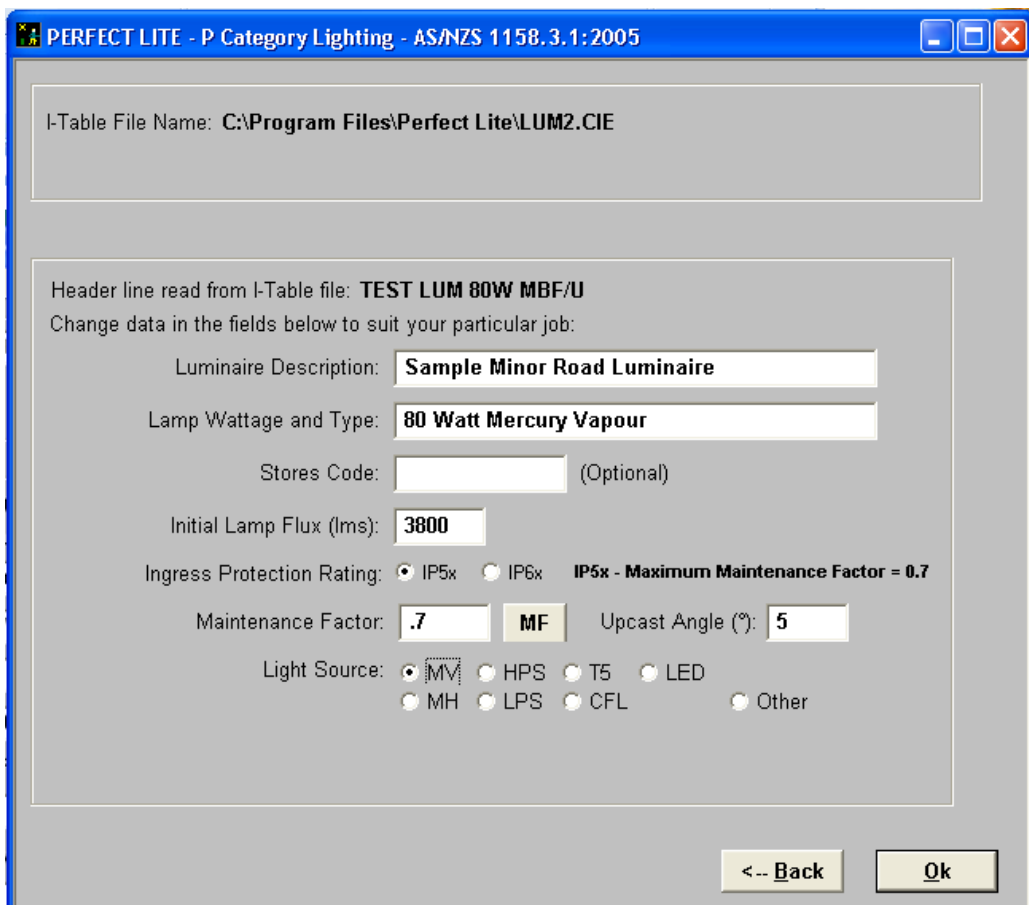 PERFECT LITE - P Category Lighting - AS/NZS 1158.3.1:2005
I-Table File Name: C:\Program Files\Perfect Lite\LUM2.CIE
Header line read from I-Table file: TEST LUM 80W MBF/U
Change data in the fields below to suit your particular job:
Luminaire Description: Sample Minor Road Luminaire
Lamp Wattage and Type: 80 Watt Mercury Vapour
Stores Code: (Optional)
Initial Lamp Flux (lms): 3800
Ingress Protection Rating: IP5x IP6x IP5x - Maximum Maintenance Factor = 0.7
Maintenance Factor: .7 MF Upcast Angle (º): 5
Light Source: MV HPS T5 LED
MH LPS CFL Other
<-- Back Ok